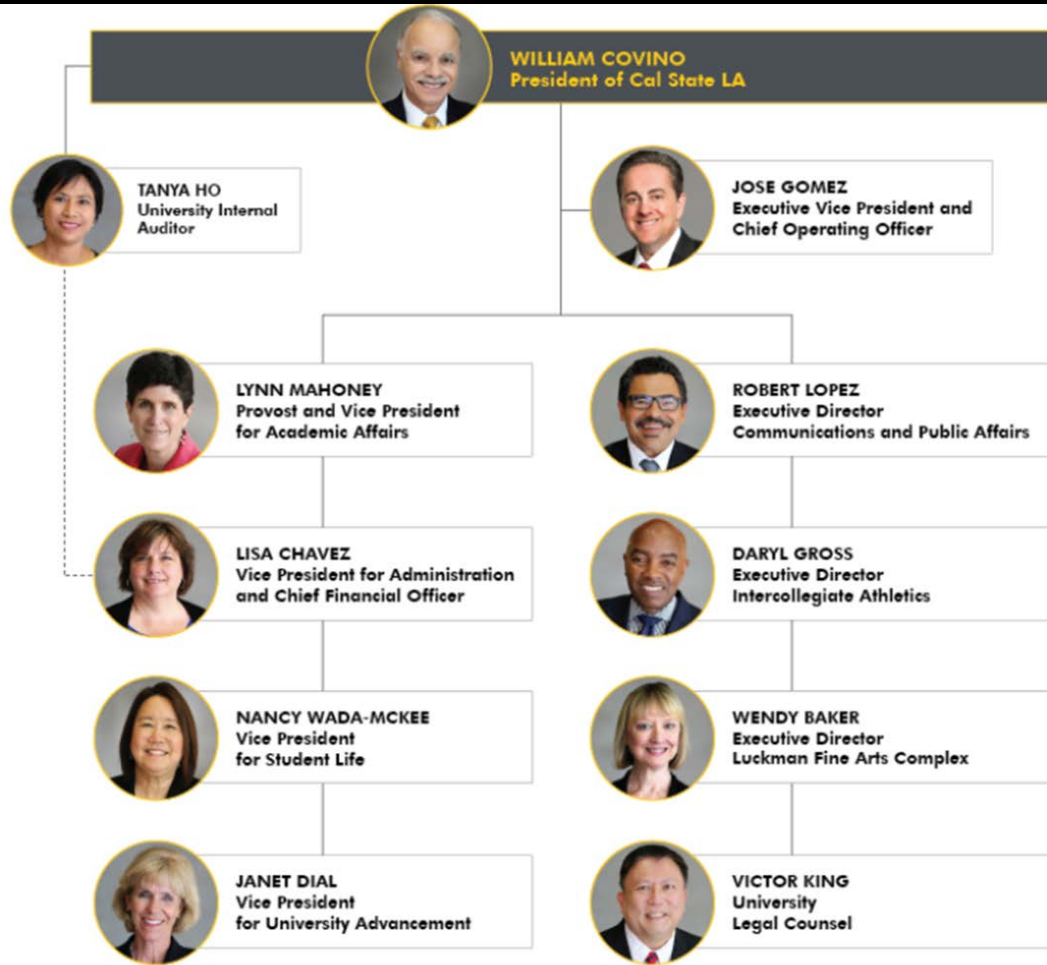 WILLIAM COVINO
President of Cal State LA
TANYA HO
University Internal
Auditor
JOSE GOMEZ
Executive Vice President and
Chief Operating Officer
LYNN MAHONEY
Provost and Vice President
for Academic Affairs
ROBERT LOPEZ
Executive Director
Communications and Public Affairs
LISA CHAVEZ
Vice President for Administration
and Chief Financial Officer
DARYL GROSS
Executive Director
Intercollegiate Athletics
NANCY WADA-MCKEE
Vice President
for Student Life
WENDY BAKER
Executive Director
Luckman Fine Arts Complex
JANET DIAL
Vice President
for University Advancement
VICTOR KING
University
Legal Counsel